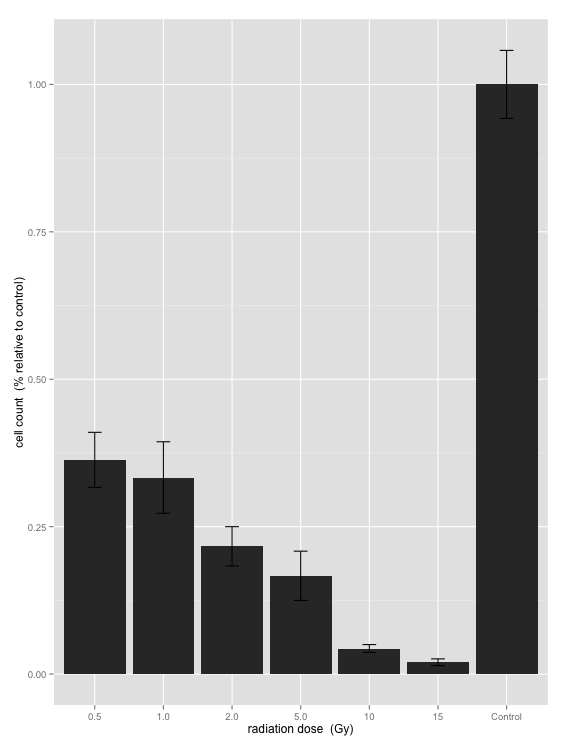 cell count (% relative to control)
1.00
0.75
0.50
0.25
0.00
0.5 1.0 2.0 5.0 10 15 Control
radiation dose (Gy)